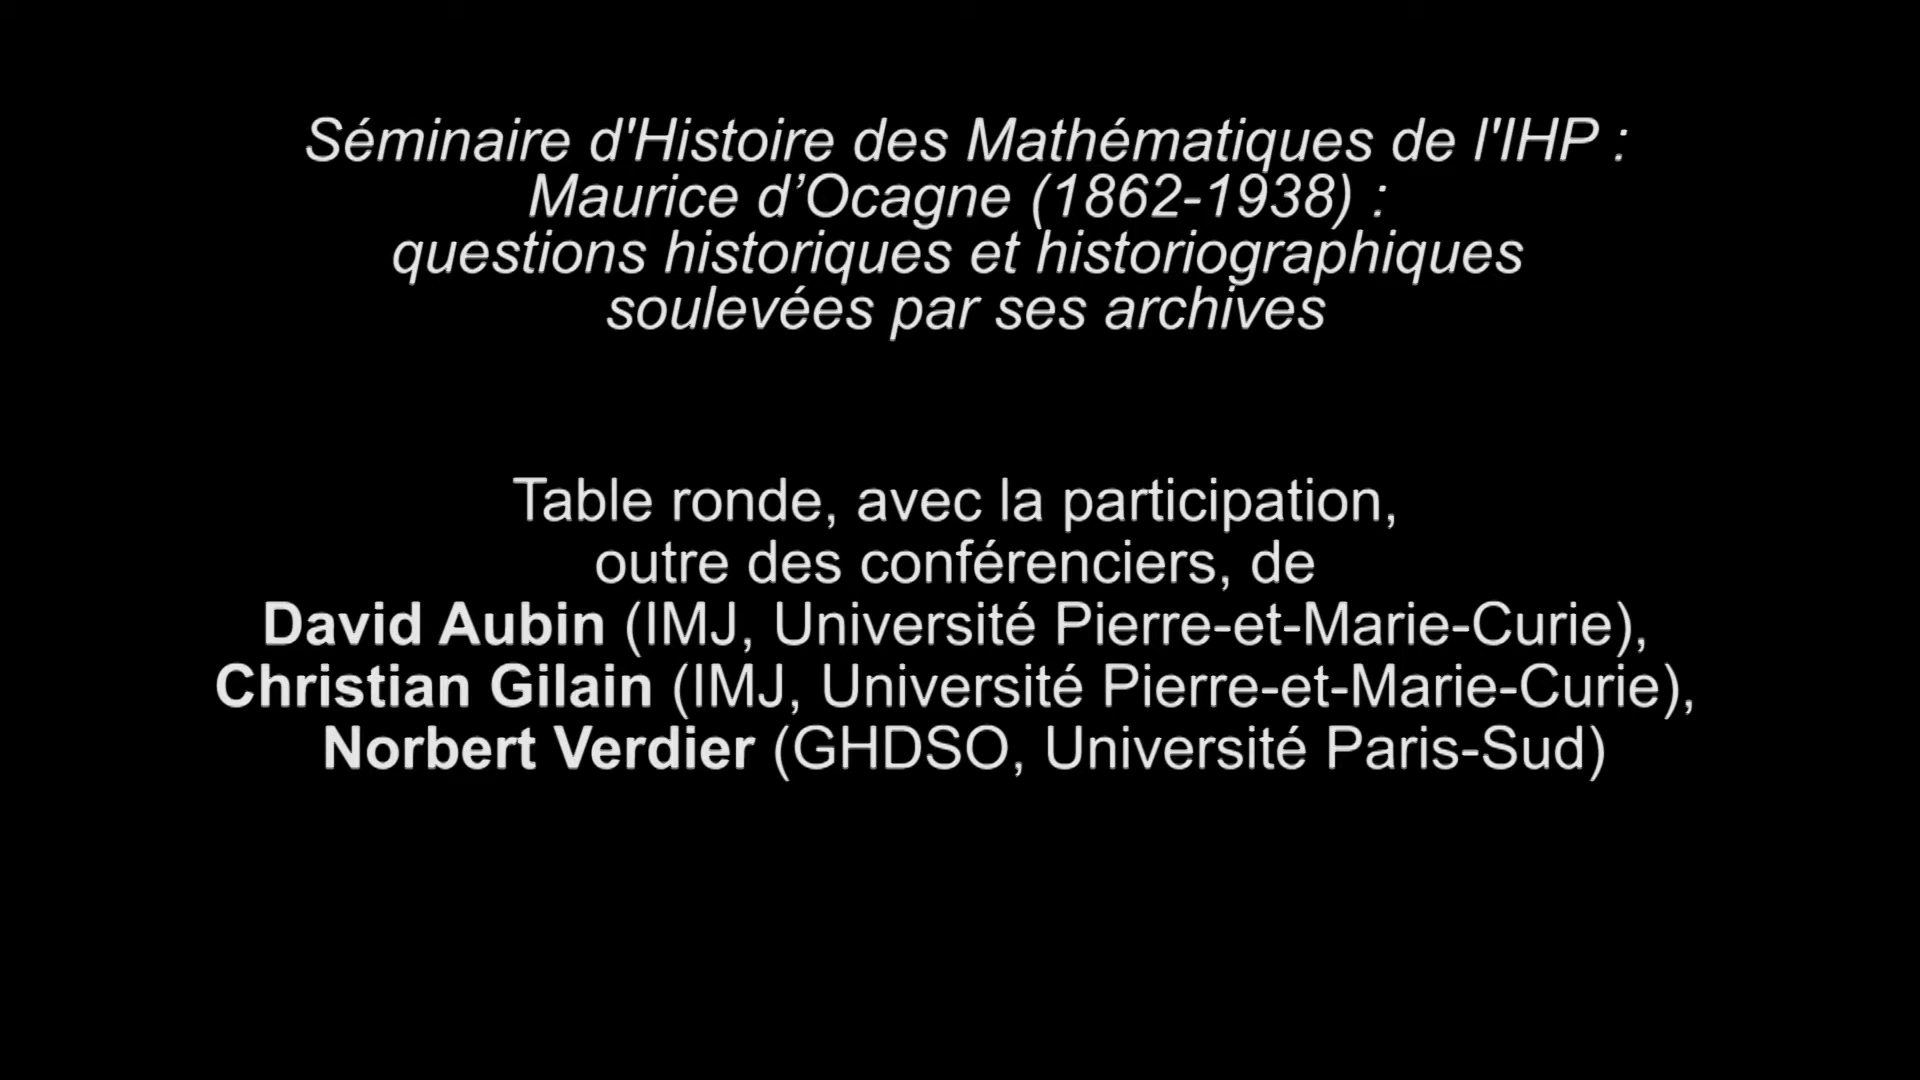 Séminaire d'Histoire des Mathématiques de l'IHP :
Maurice d’Ocagne (1862-1938) :
questions historiques et historiographiques
soulevées par ses archives
Table ronde, avec la participation,
outre des conférenciers, de
David Aubin (IMJ, Université Pierre-et-Marie-Curie),
Christian Gilain (IMJ, Université Pierre-et-Marie-Curie),
Norbert Verdier (GHDSO, Université Paris-Sud)